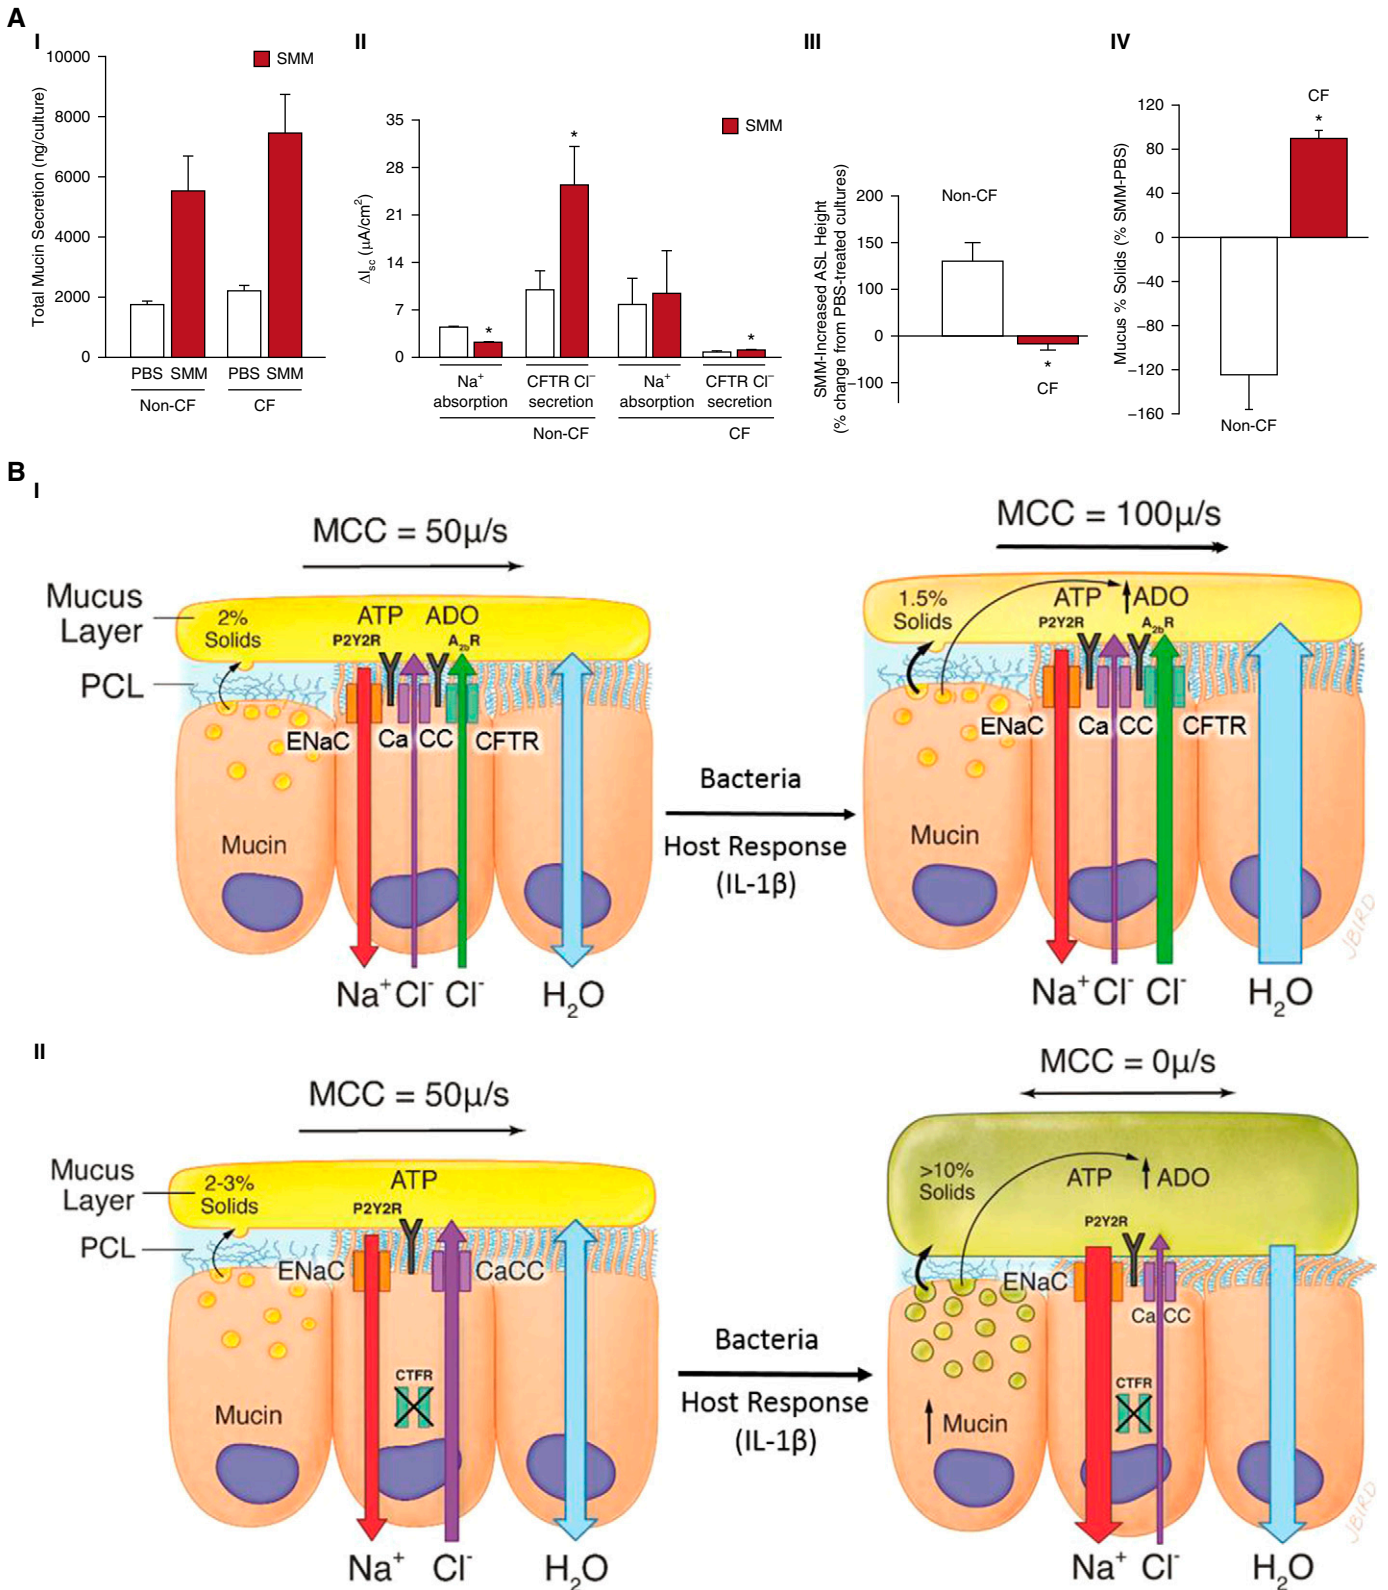 A
I
10000
8000
6000
4000
2000
0
Total Mucin Secretion (ng/culture)
SMM
PBS SMM PBS SMM
Non-CF CF
II
35
28
21
14
7
0
ΔIsc (µA/cm2)
SMM
*
*
*
Na+ absorption
CFTR Cl– secretion
Na+ absorption
CFTR Cl– secretion
Non-CF
CF
III
SMM-Increased ASL Height
(% change from PBS-treated cultures)
200
150
100
0
−100
Non-CF
*
CF
IV
Mucus % Solids (% SMM-PBS)
120
80
40
0
−40
−80
−120
−160
CF
*
Non-CF
B
I
MCC = 50µ/s
Mucus
Layer
PCL
2%
Solids
ATP ADO
P2Y2R A2bR
ENaC Ca CC CFTR
Mucin
Na+ Cl- Cl- H2O
Bacteria
Host Response
(IL-1β)
MCC = 100µ/s
1.5%
Solids
ATP ADO
P2Y2R A2bR
ENaC Ca CC CFTR
Mucin
Na+ Cl- Cl- H2O
JBIRD
II
MCC = 50µ/s
Mucus
Layer
PCL
2-3%
Solids
ATP
P2Y2R
ENaC CaCC
CTFR
Mucin
Na+ Cl- H2O
Bacteria
Host Response
(IL-1β)
MCC = 0µ/s
>10%
Solids
ATP ADO
P2Y2R
ENaC
Ca CC
CTFR
Mucin
Na+ Cl- H2O
JBIRD